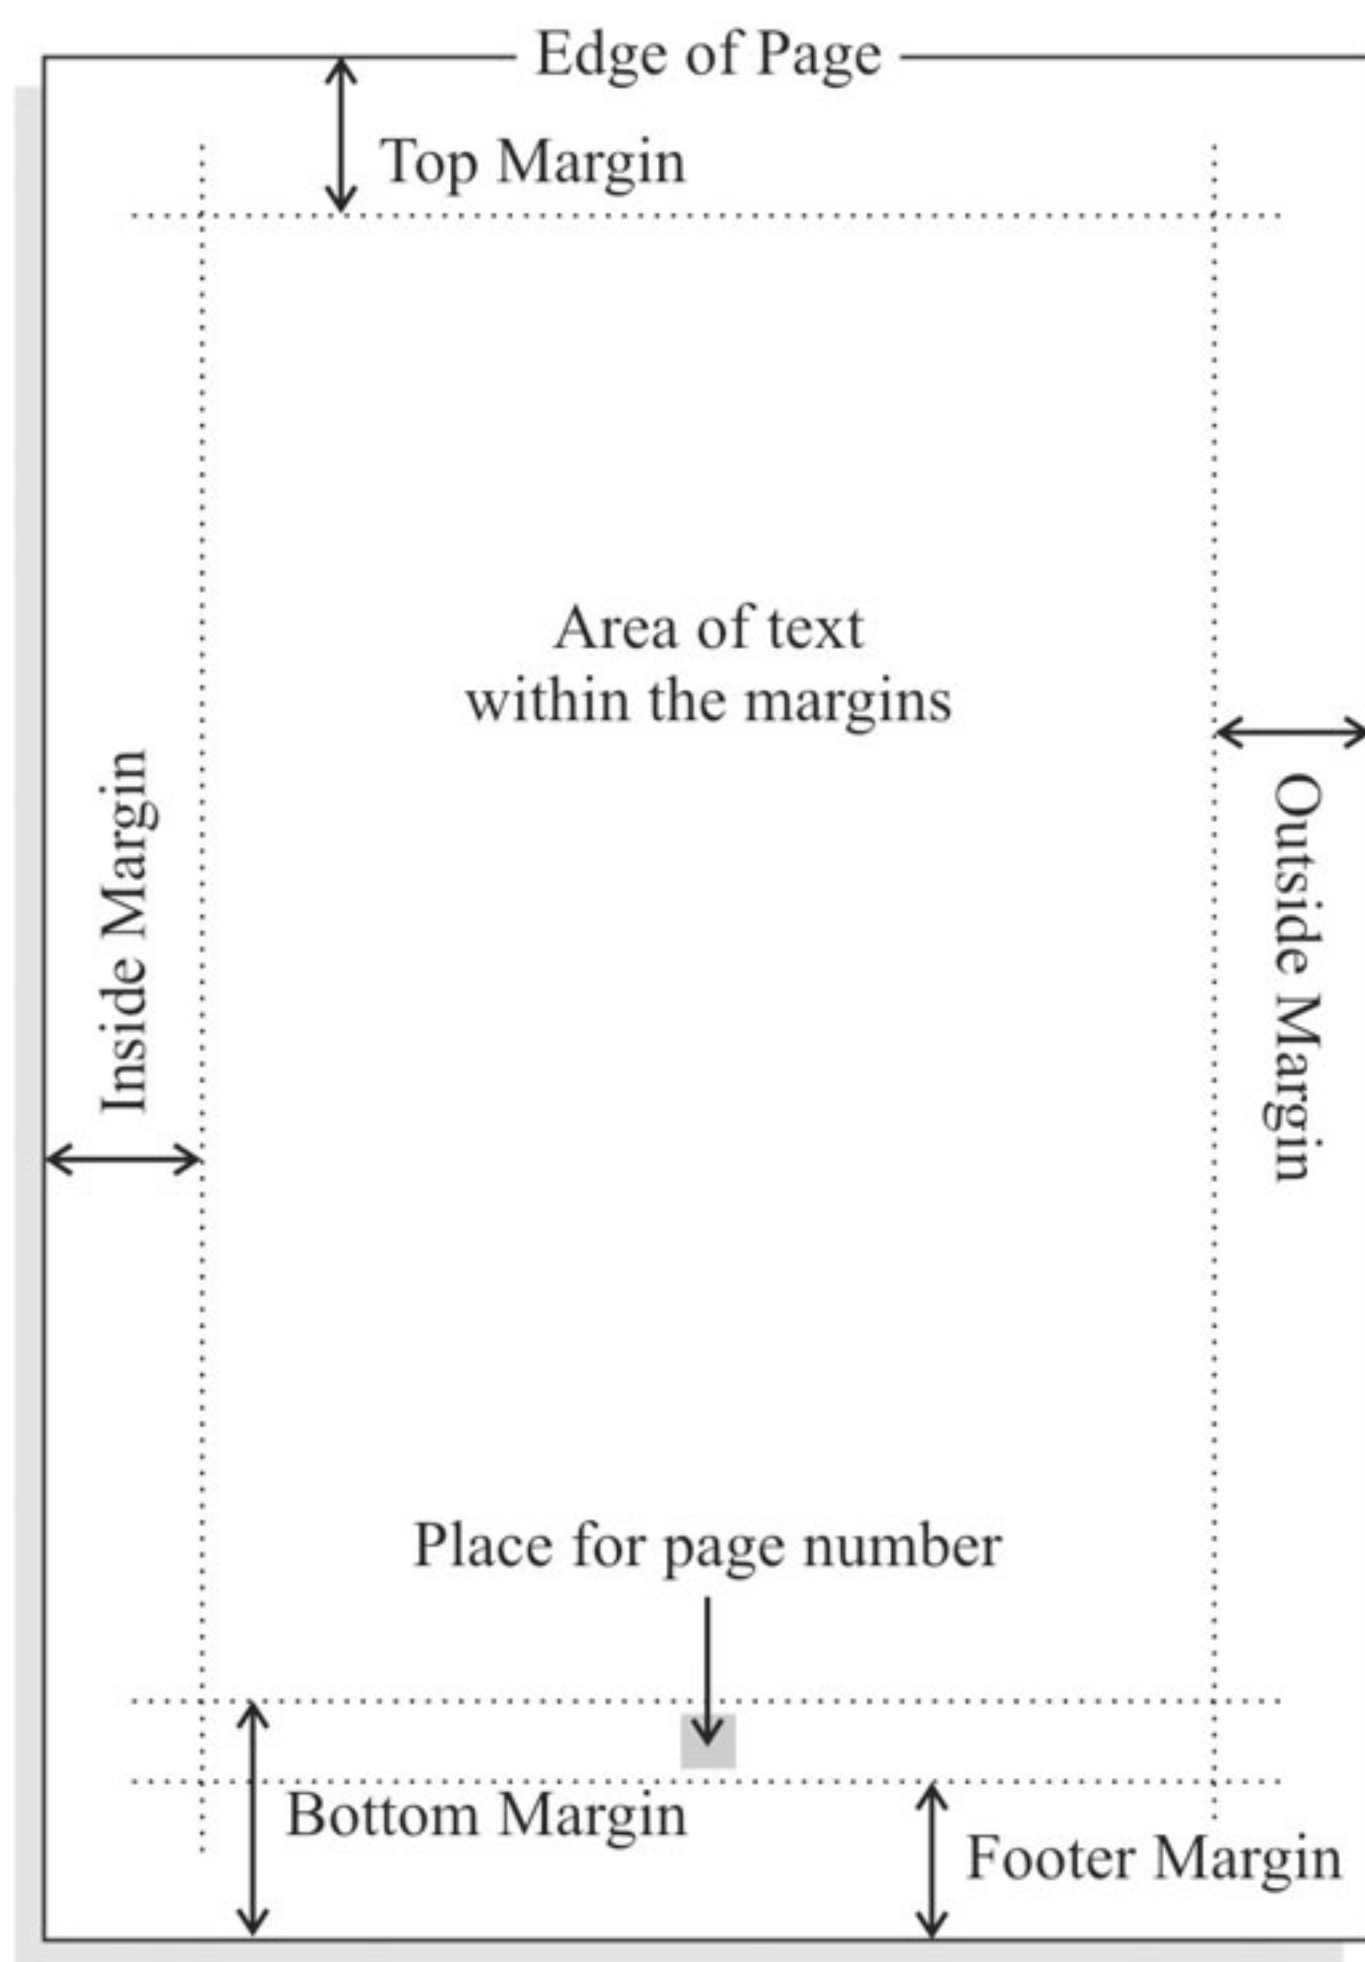 Edge of Page
Top Margin
Area of text
within the margins
Inside Margin
Outside Margin
Place for page number
Bottom Margin
Footer Margin